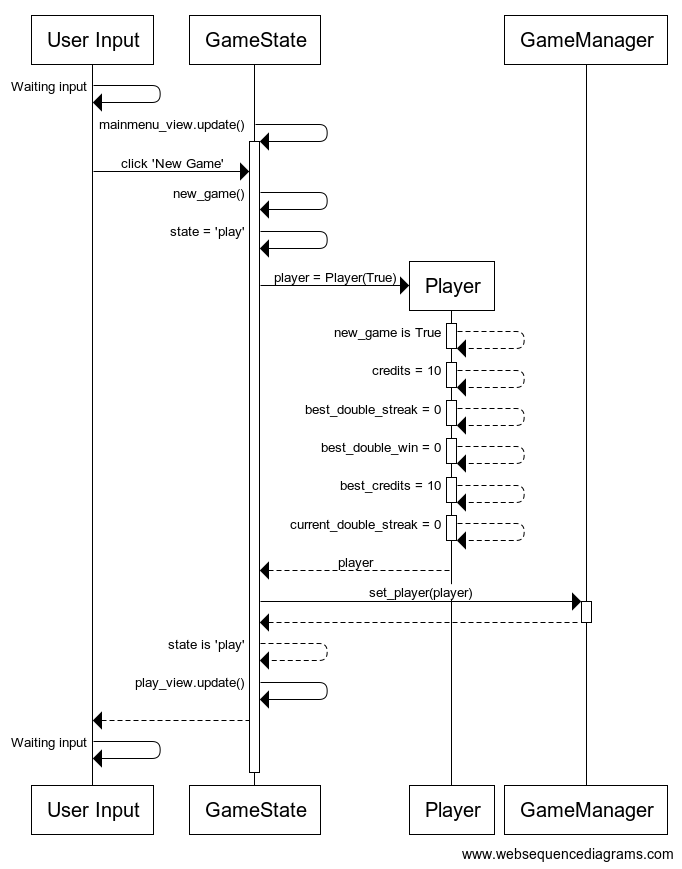 User Input
GameState
GameManager
Waiting input
mainmenu_view.update()
click 'New Game'
new_game()
state = 'play'
player = Player(True)
Player
new_game is True
credits = 10
best_double_streak = 0
best_double_win = 0
best_credits = 10
current_double_streak = 0
player
set_player(player)
state is 'play'
play_view.update()
Waiting input
User Input
GameState
Player
GameManager
www.websequencediagrams.com